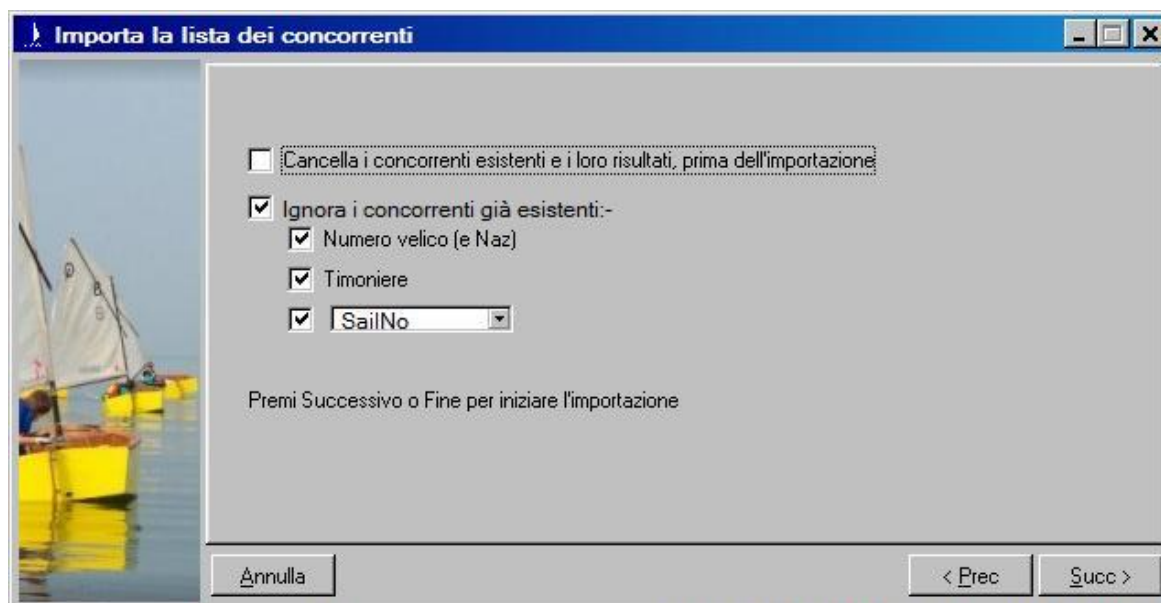 Importa la lista dei concorrenti
Cancella i concorrenti esistenti e i loro risultati, prima dell'importazione
Ignora i concorrenti già esistenti:-
Numero velico (e Naz)
Timoniere
SailNo
Premi Successivo o Fine per iniziare l'importazione
Annulla
< Prec
Succ >